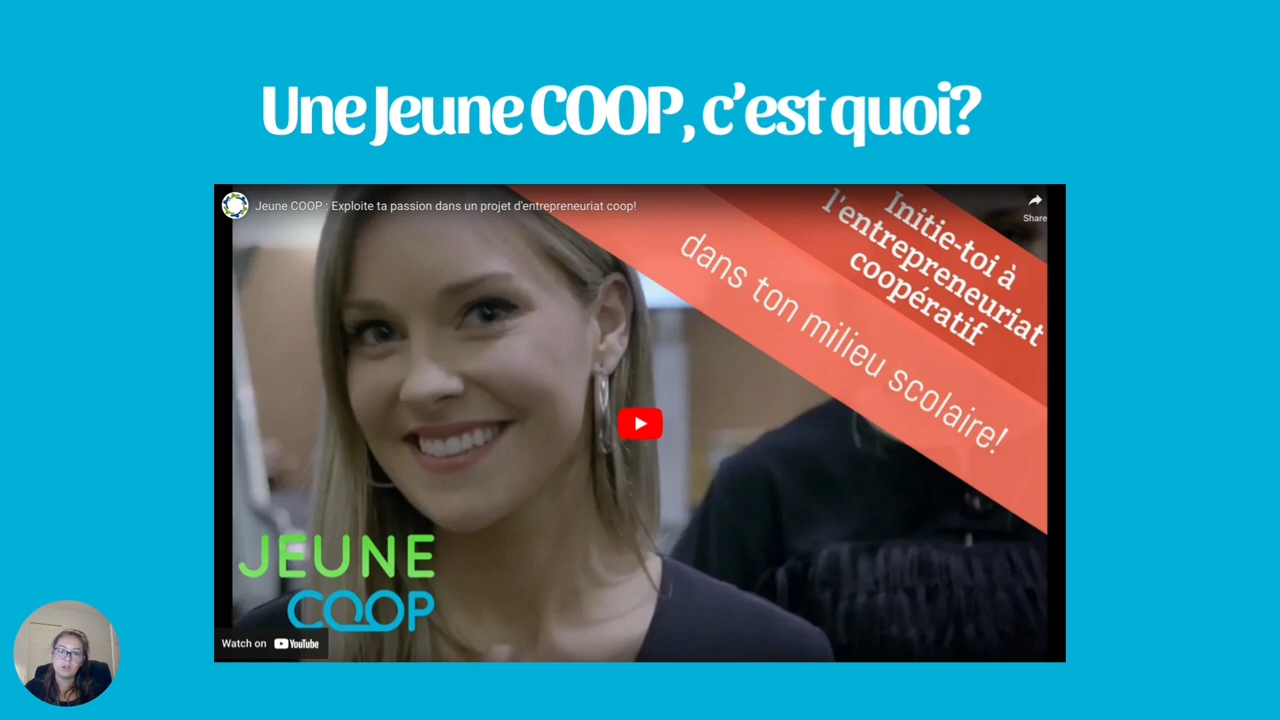 Une Jeune COOP, c’est quoi?
Jeune COOP : Exploite ta passion dans un projet d'entrepreneuriat coop!
Share
Initie-toi à
l'entrepreneuriat
coopératif
dans ton milieu scolaire!
JEUNE
COOP
Watch on YouTube